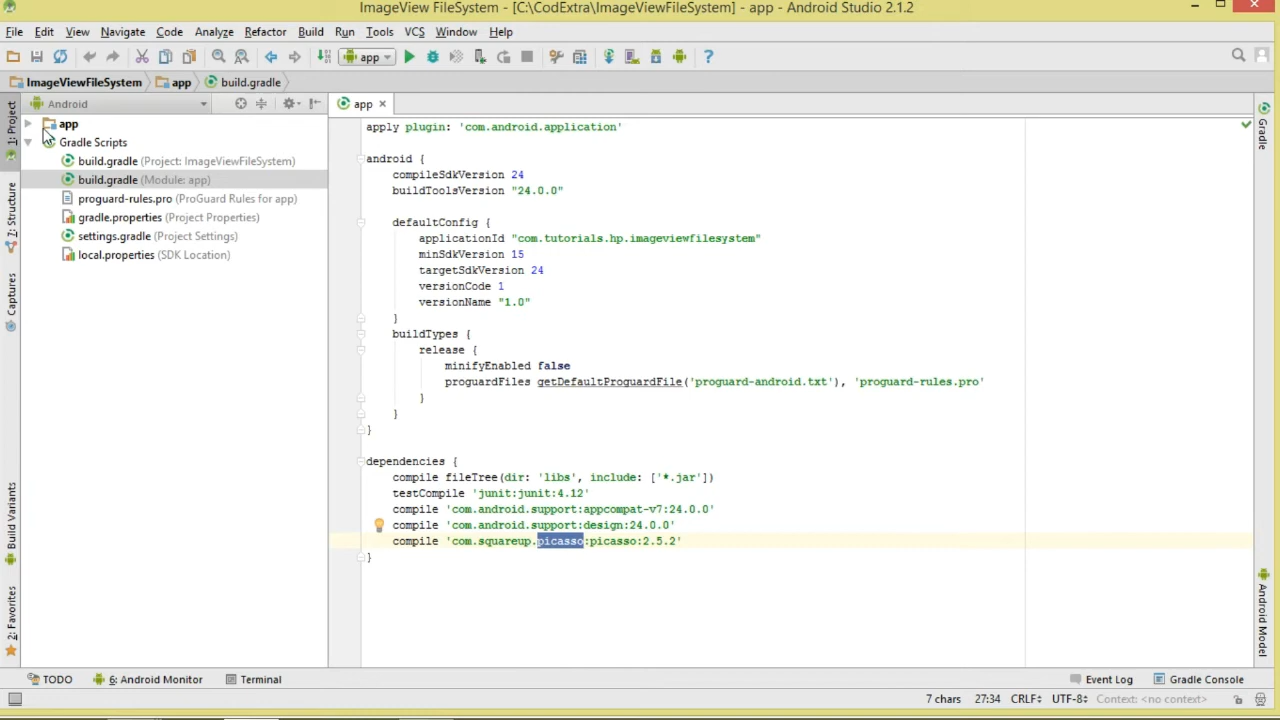 ImageView FileSystem - [C:\CodExtra\ImageViewFileSystem] - app - Android Studio 2.1.2
File Edit View Navigate Code Analyze Refactor Build Run Tools VCS Window Help
app
ImageViewFileSystem app build.gradle
1: Project
Android
app
Gradle Scripts
build.gradle (Project: ImageViewFileSystem)
build.gradle (Module: app)
proguard-rules.pro (ProGuard Rules for app)
gradle.properties (Project Properties)
settings.gradle (Project Settings)
local.properties (SDK Location)
7: Structure
Captures
Build Variants
2: Favorites
app
apply plugin: 'com.android.application'
android {
compileSdkVersion 24
buildToolsVersion "24.0.0"
defaultConfig {
applicationId "com.tutorials.hp.imageviewfilesystem"
minSdkVersion 15
targetSdkVersion 24
versionCode 1
versionName "1.0"
}
buildTypes {
release {
minifyEnabled false
proguardFiles getDefaultProguardFile('proguard-android.txt'), 'proguard-rules.pro'
}
}
}
dependencies {
compile fileTree(dir: 'libs', include: ['*.jar'])
testCompile 'junit:junit:4.12'
compile 'com.android.support:appcompat-v7:24.0.0'
compile 'com.android.support:design:24.0.0'
compile 'com.squareup.picasso:picasso:2.5.2'
}
Gradle
Android Model
TODO 6: Android Monitor Terminal Event Log Gradle Console
7 chars 27:34 CRLF UTF-8 Context: <no context>